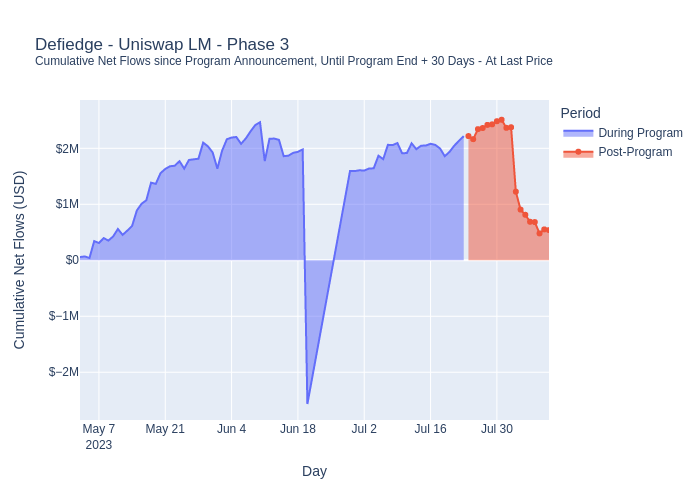 Defiedge - Uniswap LM - Phase 3
Cumulative Net Flows since Program Announcement, Until Program End + 30 Days - At Last Price
Period
During Program
Post-Program
Cumulative Net Flows (USD)
$2M
$1M
$0
$−1M
$−2M
May 7
2023
May 21
Jun 4
Jun 18
Jul 2
Jul 16
Jul 30
Day